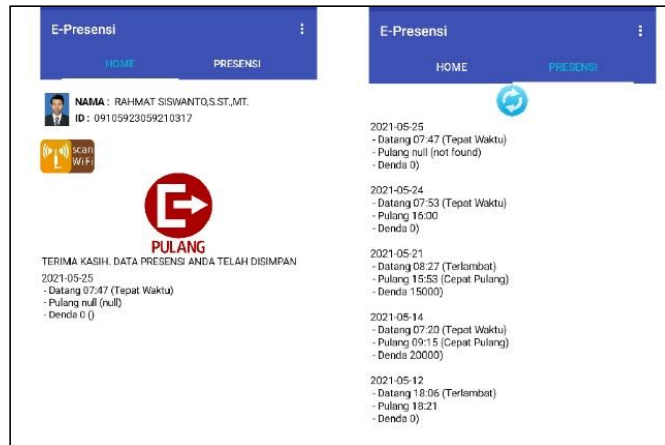 E-Presensi
HOME PRESENSI
NAMA : RAHMAT SISWANTO,S.ST.,MT.
ID : 09105923059210317
scan
WiFi
PULANG
TERIMA KASIH. DATA PRESENSI ANDA TELAH DISIMPAN
2021-05-25
- Datang 07:47 (Tepat Waktu)
- Pulang null (null)
- Denda 0 ()
E-Presensi
HOME PRESENSI
2021-05-25
- Datang 07:47 (Tepat Waktu)
- Pulang null (not found)
- Denda 0)
2021-05-24
- Datang 07:53 (Tepat Waktu)
- Pulang 16:00
- Denda 0)
2021-05-21
- Datang 08:27 (Terlambat)
- Pulang 15:53 (Cepat Pulang)
- Denda 15000)
2021-05-14
- Datang 07:20 (Tepat Waktu)
- Pulang 09:15 (Cepat Pulang)
- Denda 20000)
2021-05-12
- Datang 18:06 (Terlambat)
- Pulang 18:21
- Denda 0)